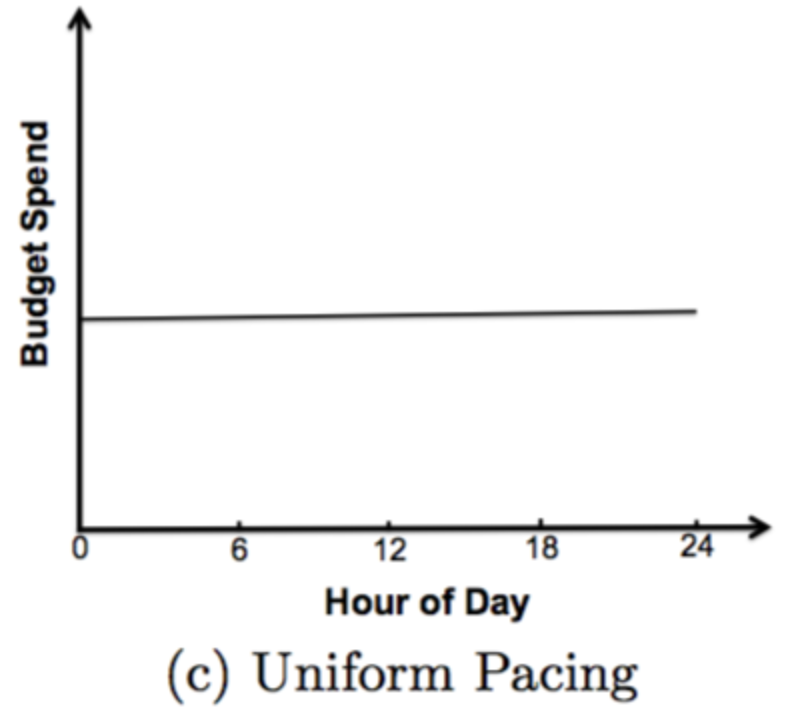 Budget Spend
0 6 12 18 24
Hour of Day
(c) Uniform Pacing